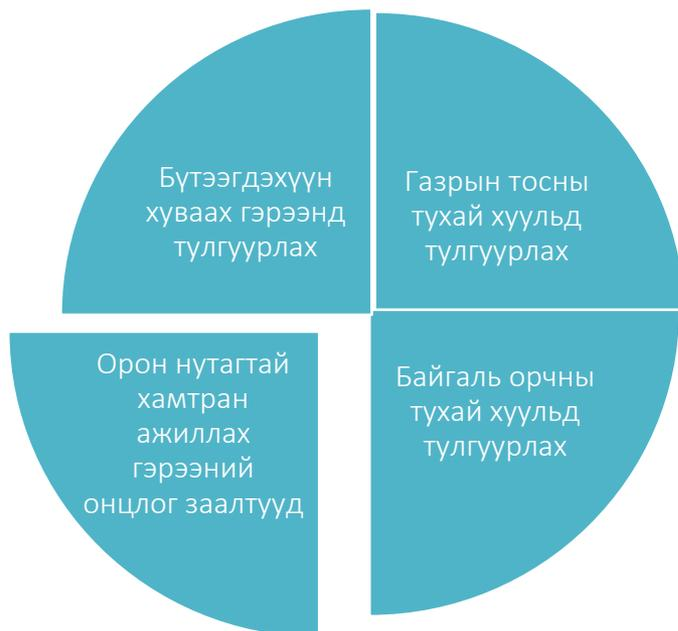 Бүтээгдэхүүн
хуваах гэрээнд
тулгуурлах
Газрын тосны
тухай хуульд
тулгуурлах
Орон нутагтай
хамтран
ажиллах
гэрээний
онцлог заалтууд
Байгаль орчны
тухай хуульд
тулгуурлах